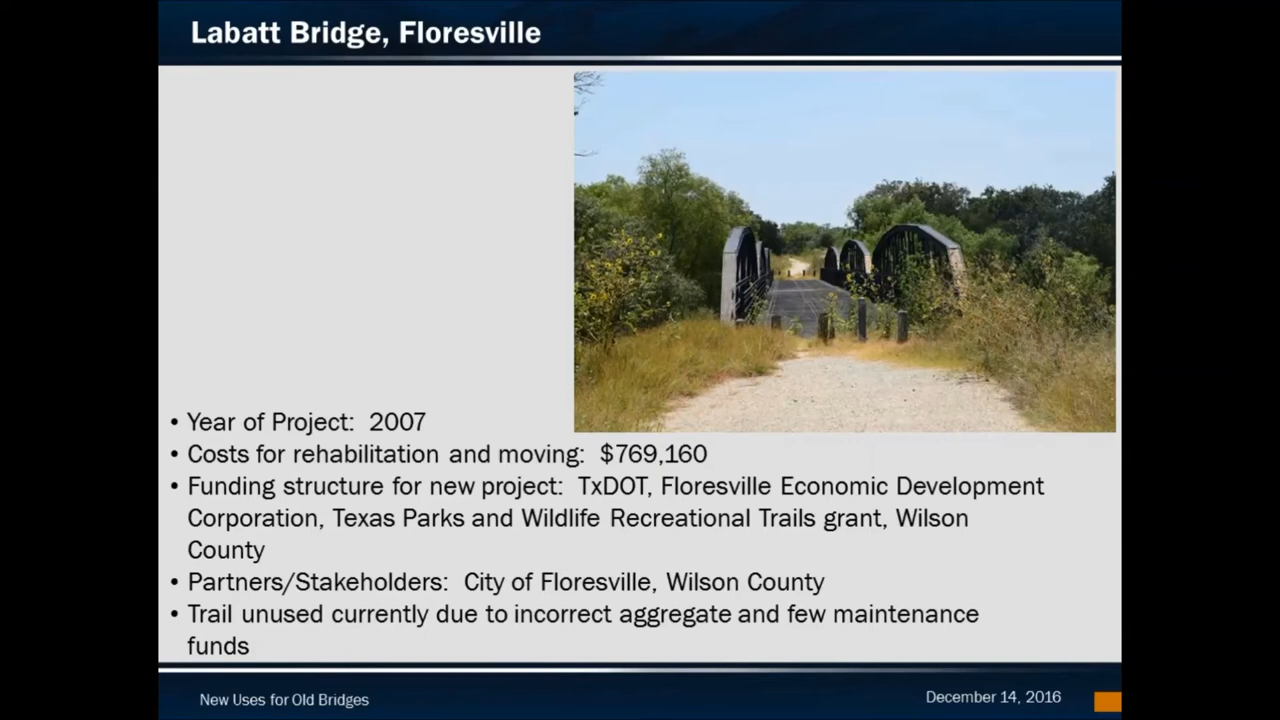 Labatt Bridge, Floresville
• Year of Project: 2007
• Costs for rehabilitation and moving: $769,160
• Funding structure for new project: TxDOT, Floresville Economic Development
Corporation, Texas Parks and Wildlife Recreational Trails grant, Wilson
County
• Partners/Stakeholders: City of Floresville, Wilson County
• Trail unused currently due to incorrect aggregate and few maintenance
funds
New Uses for Old Bridges
December 14, 2016